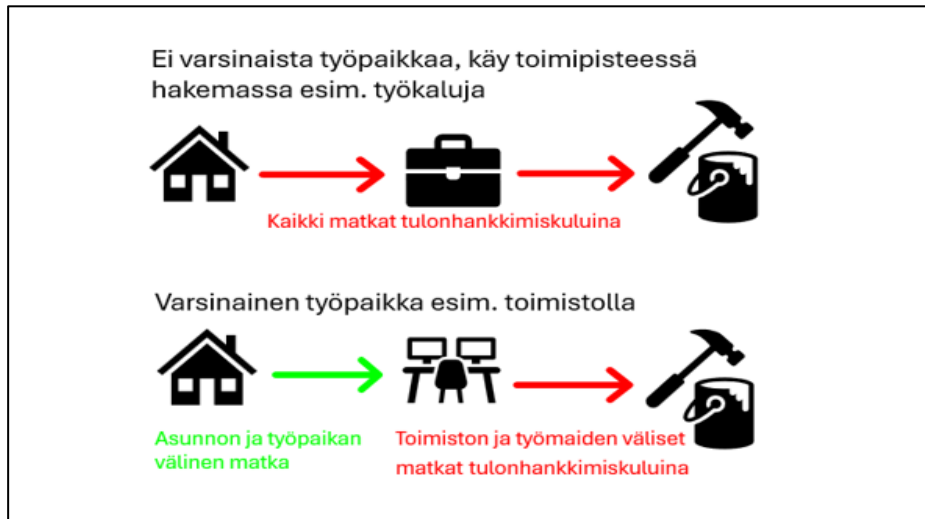 Ei varsinaista työpaikkaa, käy toimipisteessä
hakemassa esim. työkaluja
Kaikki matkat tulonhankkimiskuluina
Varsinainen työpaikka esim. toimistolla
Asunnon ja työpaikan
välinen matka
Toimiston ja työmaiden väliset
matkat tulonhankkimiskuluina